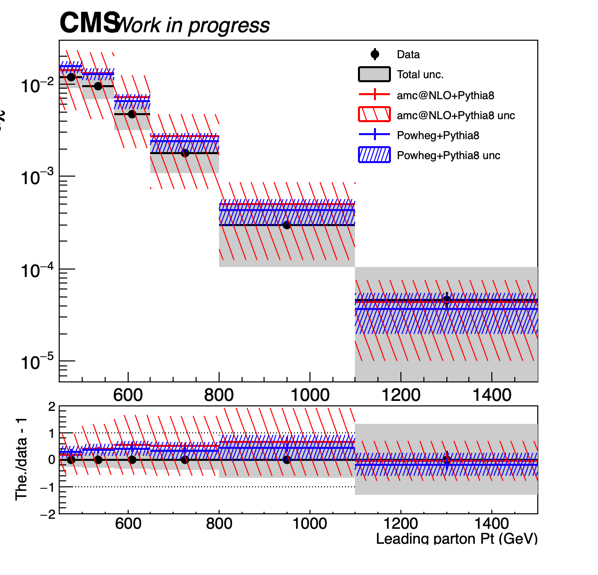 CMS Work in progress
Data
Total unc.
amc@NLO+Pythia8
amc@NLO+Pythia8 unc
Powheg+Pythia8
Powheg+Pythia8 unc
10⁻²
10⁻³
10⁻⁴
10⁻⁵
600 800 1000 1200 1400
The./data - 1
2
1
0
−1
−2
600 800 1000 1200 1400
Leading parton Pt (GeV)